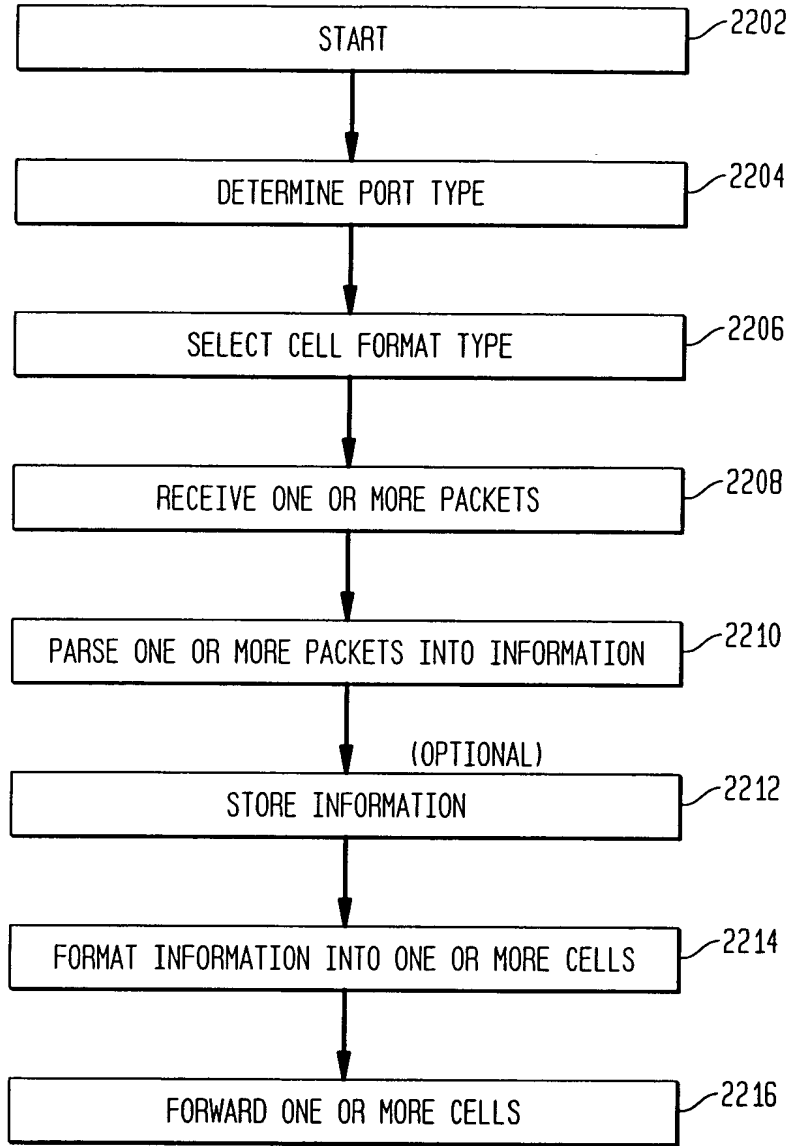 START 2202
DETERMINE PORT TYPE 2204
SELECT CELL FORMAT TYPE 2206
RECEIVE ONE OR MORE PACKETS 2208
PARSE ONE OR MORE PACKETS INTO INFORMATION 2210
(OPTIONAL)
STORE INFORMATION 2212
FORMAT INFORMATION INTO ONE OR MORE CELLS 2214
FORWARD ONE OR MORE CELLS 2216